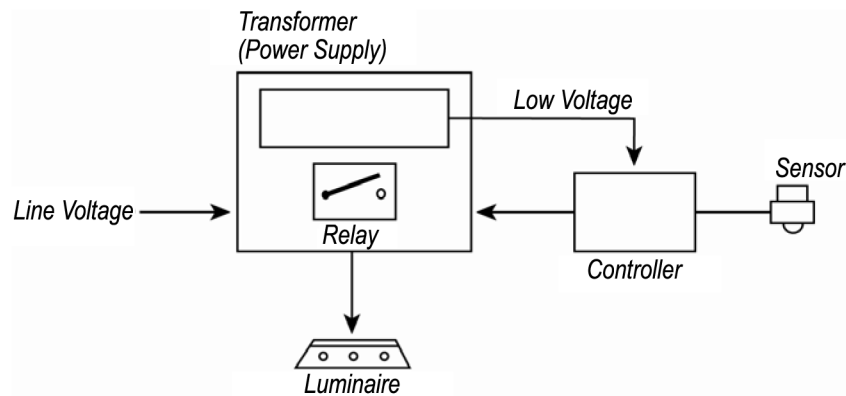 Transformer
(Power Supply)
Low Voltage
Sensor
Line Voltage
Relay
Controller
Luminaire